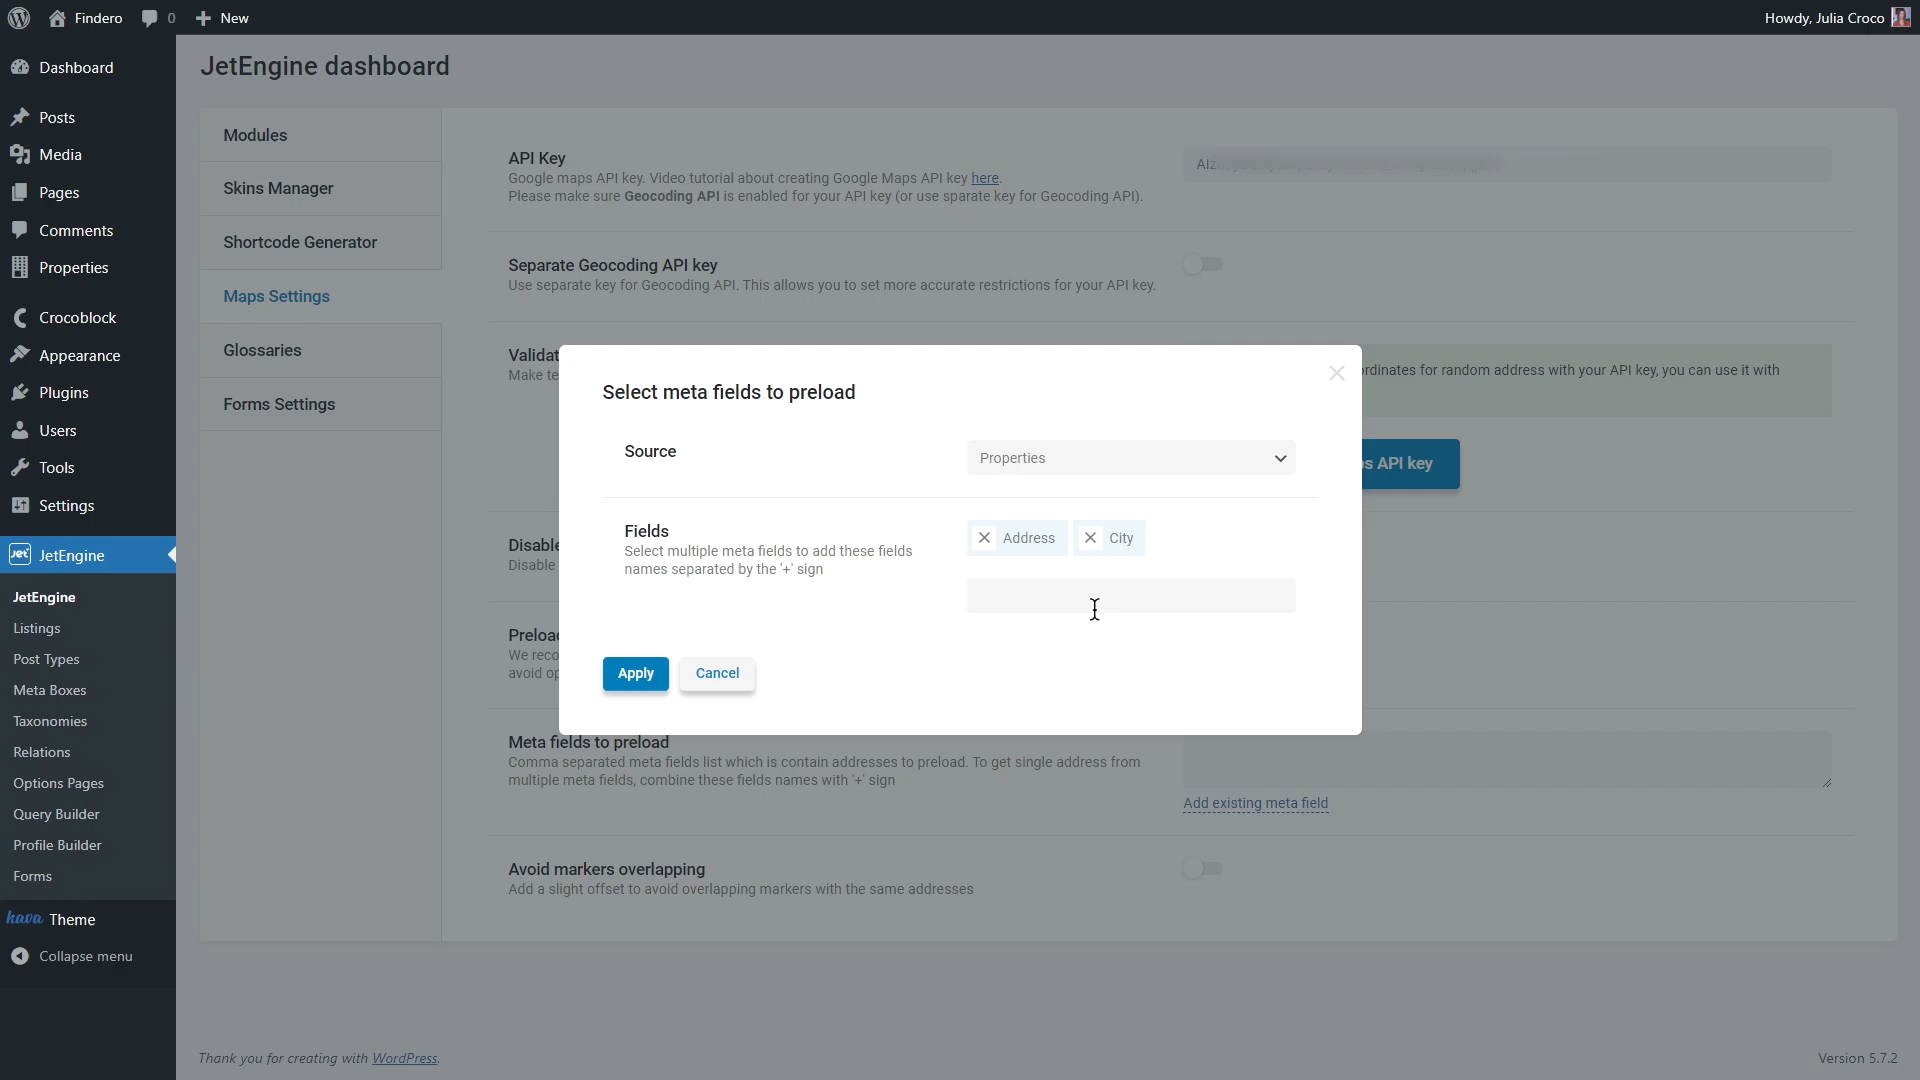 Findero
0
New
Howdy, Julia Croco
Dashboard
Posts
Media
Pages
Comments
Properties
Crocoblock
Appearance
Plugins
Users
Tools
Settings
JetEngine
JetEngine
Listings
Post Types
Meta Boxes
Taxonomies
Relations
Options Pages
Query Builder
Profile Builder
Forms
kava Theme
Collapse menu
JetEngine dashboard
Modules
Skins Manager
Shortcode Generator
Maps Settings
Glossaries
Forms Settings
API Key
Google maps API key. Video tutorial about creating Google Maps API key here.
Please make sure Geocoding API is enabled for your API key (or use sparate key for Geocoding API).
Separate Geocoding API key
Use separate key for Geocoding API. This allows you to set more accurate restrictions for your API key.
Validat
Make te
rdinates for random address with your API key, you can use it with
s API key
Disable
Disable
Preload
We reco
avoid op
Select meta fields to preload
Source
Properties
Fields
Select multiple meta fields to add these fields
names separated by the '+' sign
Address
City
Apply
Cancel
Meta fields to preload
Comma separated meta fields list which is contain addresses to preload. To get single address from
multiple meta fields, combine these fields names with '+' sign
Add existing meta field
Avoid markers overlapping
Add a slight offset to avoid overlapping markers with the same addresses
Thank you for creating with WordPress.
Version 5.7.2